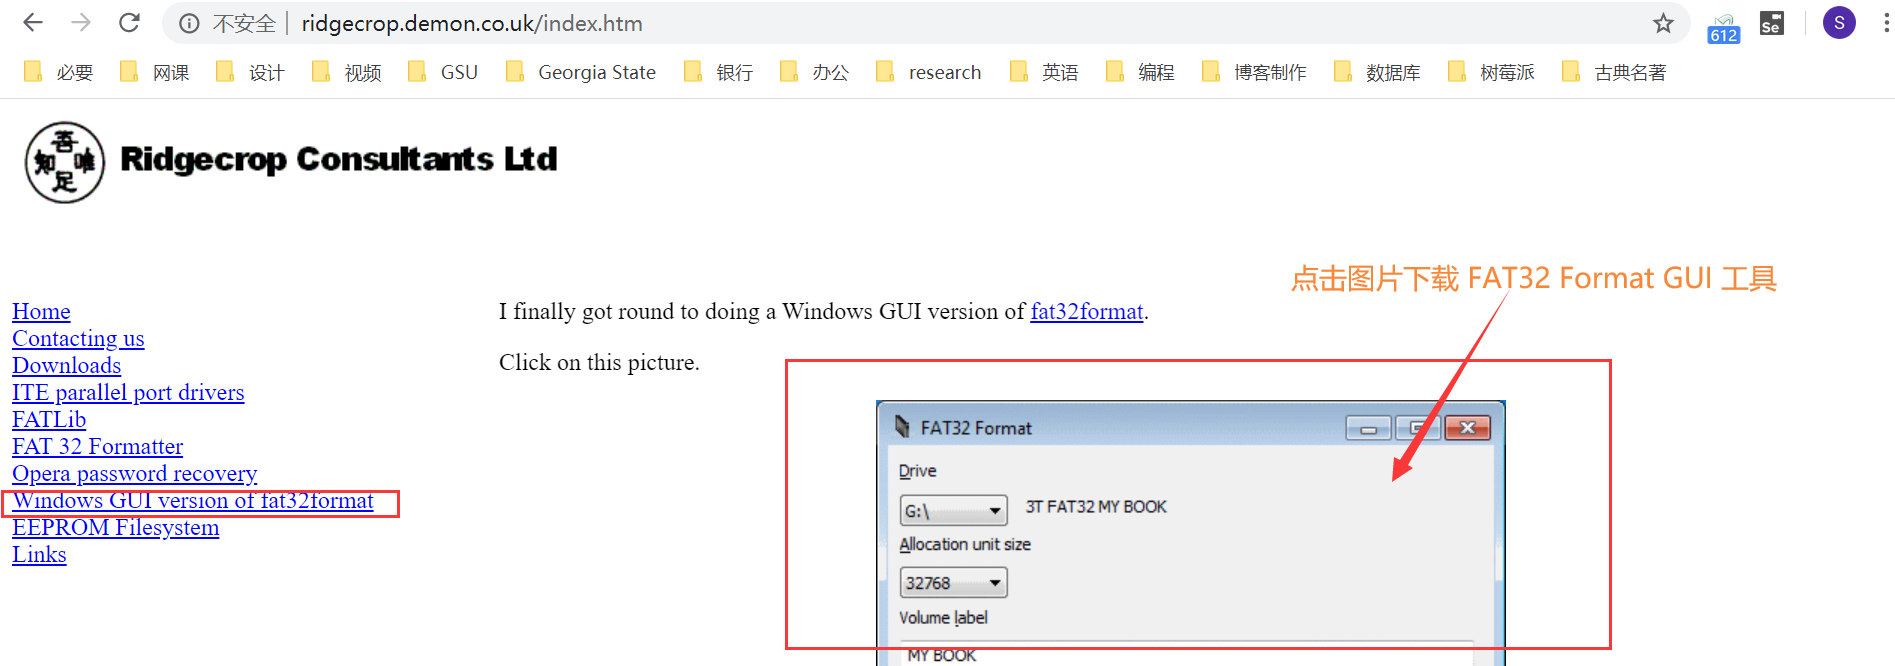 不安全 ridgecrop.demon.co.uk/index.htm
612 Se S
必要 网课 设计 视频 GSU Georgia State 银行 办公 research 英语 编程 博客制作 数据库 树莓派 古典名著
吾唯足知
Ridgecrop Consultants Ltd
点击图片下载 FAT32 Format GUI 工具
Home
Contacting us
Downloads
ITE parallel port drivers
FATLib
FAT 32 Formatter
Opera password recovery
Windows GUI version of fat32format
EEPROM Filesystem
Links
I finally got round to doing a Windows GUI version of fat32format.
Click on this picture.
FAT32 Format
Drive
G:\ 3T FAT32 MY BOOK
Allocation unit size
32768
Volume label
MY BOOK